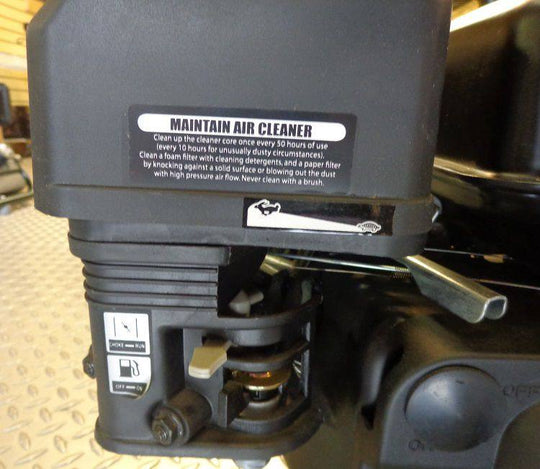 MAINTAIN AIR CLEANER
Clean up the cleaner core once every 50 hours of use
(every 10 hours for unusually dusty circumstances).
Clean a foam filter with cleaning detergents, and a paper filter
by knocking against a solid surface or blowing out the dust
with high pressure air flow. Never clean with a brush.
CHOKE RUN
OFF ON
OFF